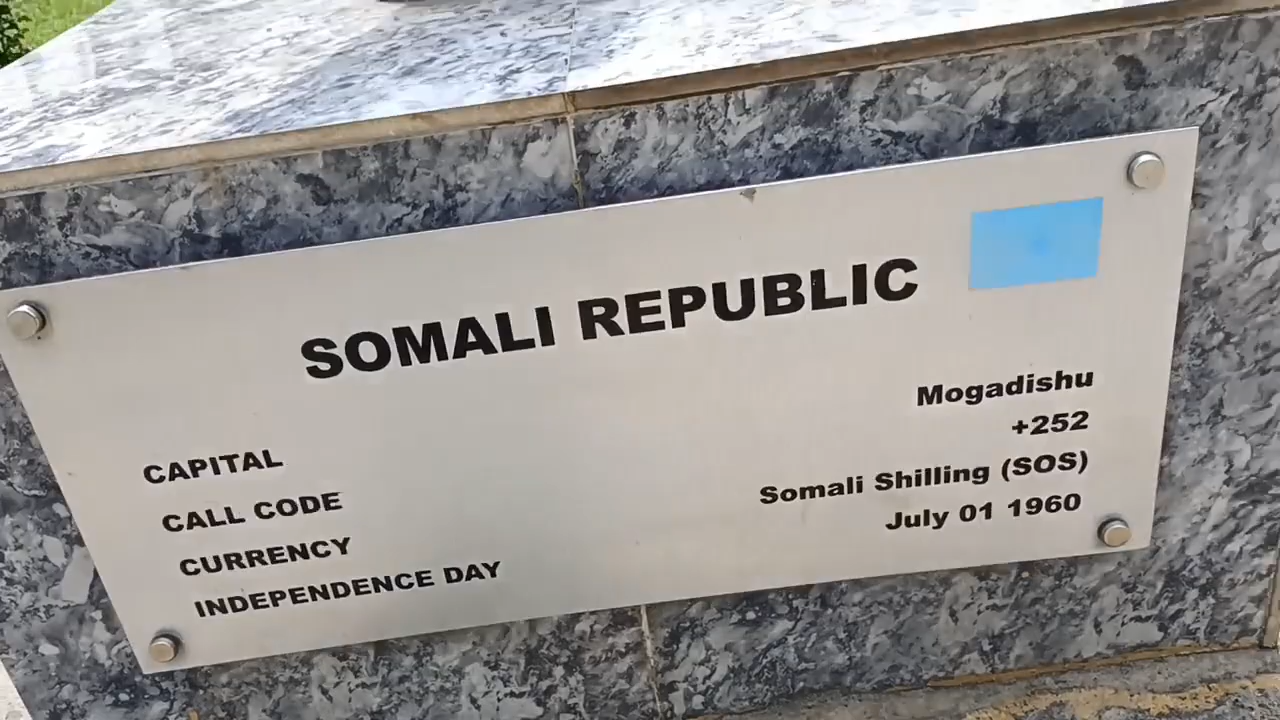 SOMALI REPUBLIC
CAPITAL Mogadishu
CALL CODE +252
CURRENCY Somali Shilling (SOS)
INDEPENDENCE DAY July 01 1960